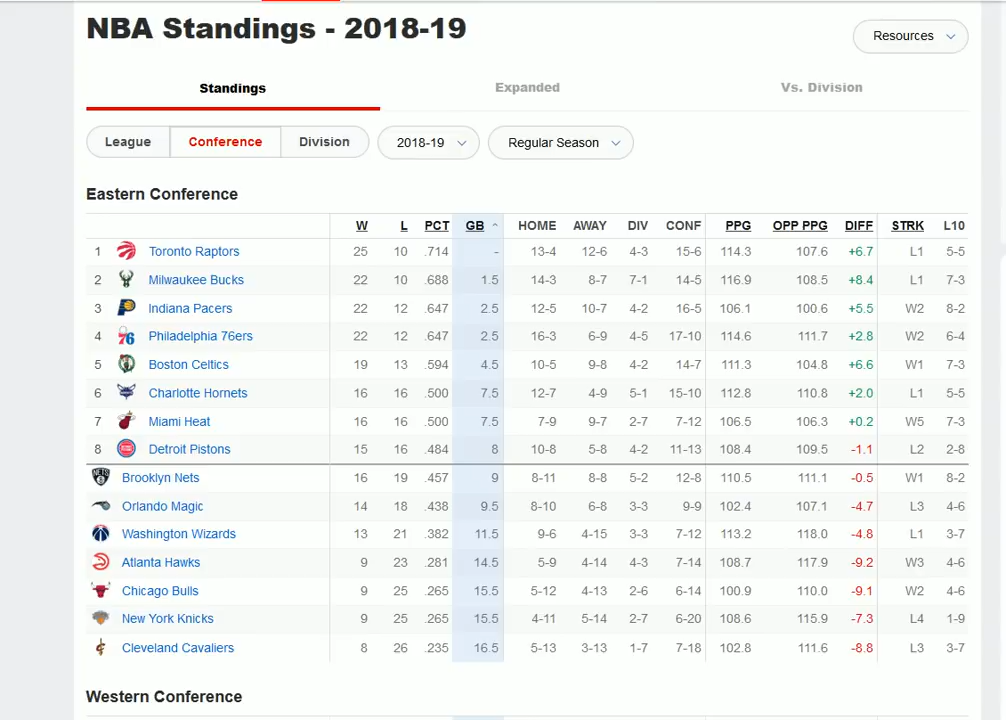 NBA Standings - 2018-19
Resources
Standings Expanded Vs. Division
League Conference Division 2018-19 Regular Season
Eastern Conference
W L PCT GB HOME AWAY DIV CONF PPG OPP PPG DIFF STRK L10
1 Toronto Raptors 25 10 .714 - 13-4 12-6 4-3 15-6 114.3 107.6 +6.7 L1 5-5
2 Milwaukee Bucks 22 10 .688 1.5 14-3 8-7 7-1 14-5 116.9 108.5 +8.4 L1 7-3
3 Indiana Pacers 22 12 .647 2.5 12-5 10-7 4-2 16-5 106.1 100.6 +5.5 W2 8-2
4 76 Philadelphia 76ers 22 12 .647 2.5 16-3 6-9 4-5 17-10 114.6 111.7 +2.8 W2 6-4
5 Boston Celtics 19 13 .594 4.5 10-5 9-8 4-2 14-7 111.3 104.8 +6.6 W1 7-3
6 Charlotte Hornets 16 16 .500 7.5 12-7 4-9 5-1 15-10 112.8 110.8 +2.0 L1 5-5
7 Miami Heat 16 16 .500 7.5 7-9 9-7 2-7 7-12 106.5 106.3 +0.2 W5 7-3
8 Detroit Pistons 15 16 .484 8 10-8 5-8 4-2 11-13 108.4 109.5 -1.1 L2 2-8
NETS Brooklyn Nets 16 19 .457 9 8-11 8-8 5-2 12-8 110.5 111.1 -0.5 W1 8-2
Orlando Magic 14 18 .438 9.5 8-10 6-8 3-3 9-9 102.4 107.1 -4.7 L3 4-6
Washington Wizards 13 21 .382 11.5 9-6 4-15 3-3 7-12 113.2 118.0 -4.8 L1 3-7
Atlanta Hawks 9 23 .281 14.5 5-9 4-14 4-3 7-14 108.7 117.9 -9.2 W3 4-6
Chicago Bulls 9 25 .265 15.5 5-12 4-13 2-6 6-14 100.9 110.0 -9.1 W2 4-6
New York Knicks 9 25 .265 15.5 4-11 5-14 2-7 6-20 108.6 115.9 -7.3 L4 1-9
Cleveland Cavaliers 8 26 .235 16.5 5-13 3-13 1-7 7-18 102.8 111.6 -8.8 L3 3-7
Western Conference